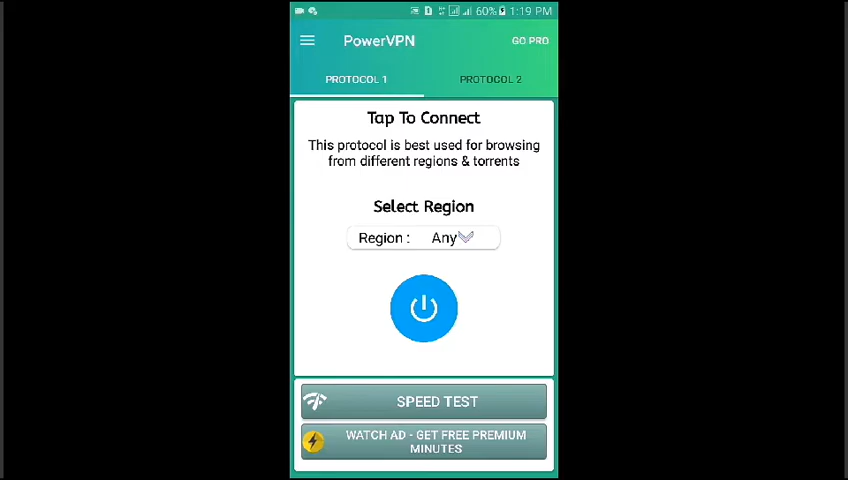 60% 1:19 PM
PowerVPN
GO PRO
PROTOCOL 1
PROTOCOL 2
Tap To Connect
This protocol is best used for browsing
from different regions & torrents
Select Region
Region : Any
SPEED TEST
WATCH AD - GET FREE PREMIUM
MINUTES